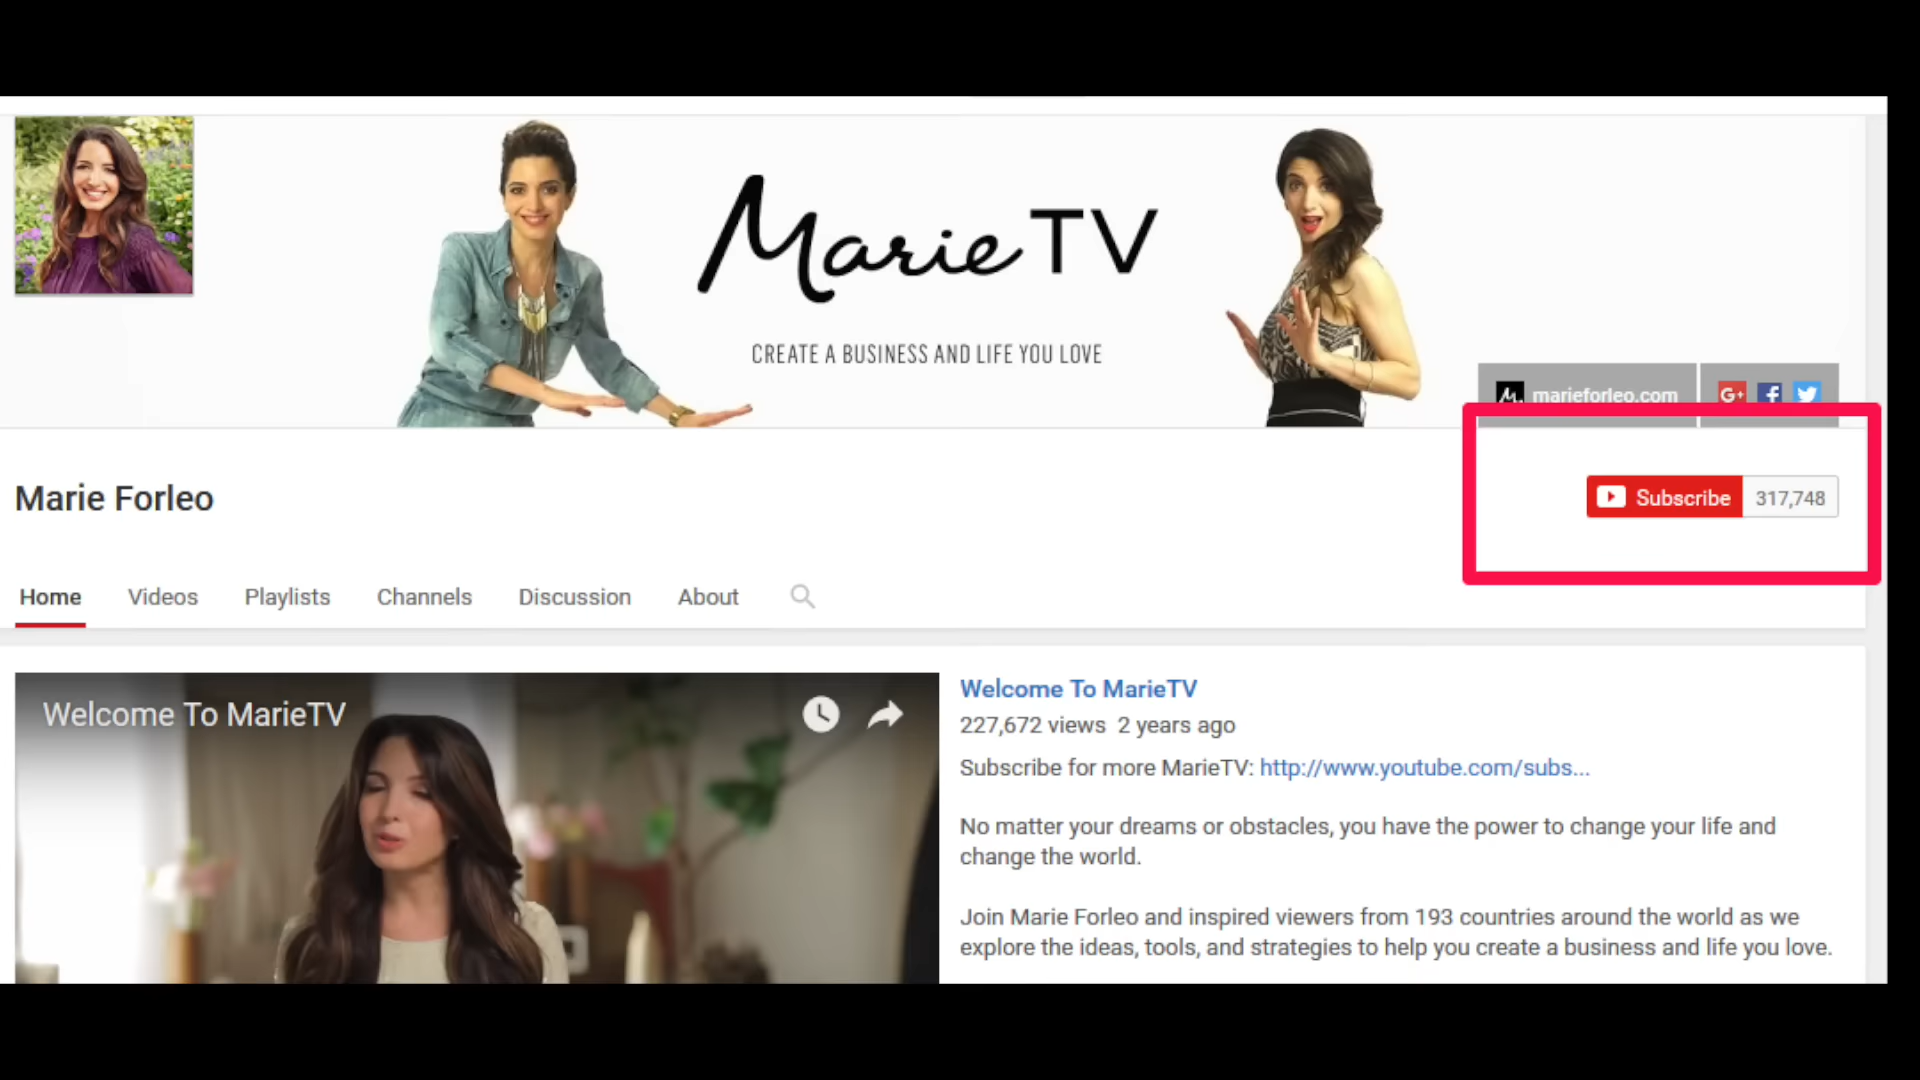 Marie TV
CREATE A BUSINESS AND LIFE YOU LOVE
marieforleo.com
G+
Marie Forleo
Subscribe 317,748
Home Videos Playlists Channels Discussion About
Welcome To MarieTV
Welcome To MarieTV
227,672 views 2 years ago
Subscribe for more MarieTV: http://www.youtube.com/subs...
No matter your dreams or obstacles, you have the power to change your life and
change the world.
Join Marie Forleo and inspired viewers from 193 countries around the world as we
explore the ideas, tools, and strategies to help you create a business and life you love.